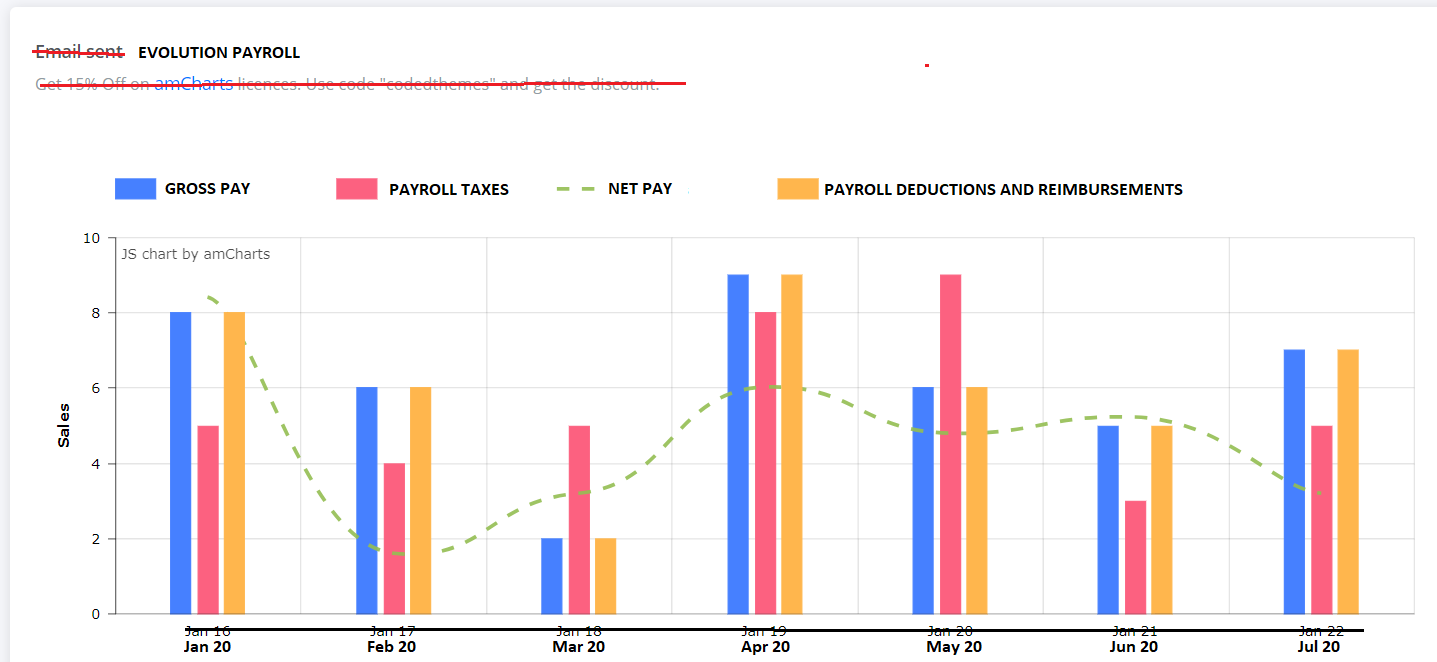 Email sent EVOLUTION PAYROLL
Get 15% Off on amCharts licences. Use code "codedthemes" and get the discount.
GROSS PAY PAYROLL TAXES NET PAY PAYROLL DEDUCTIONS AND REIMBURSEMENTS
10
JS chart by amCharts
8
6
Sales
4
2
0
Jan 16 Jan 17 Jan 18 Jan 19 Jan 20 Jan 21 Jan 22
Jan 20 Feb 20 Mar 20 Apr 20 May 20 Jun 20 Jul 20